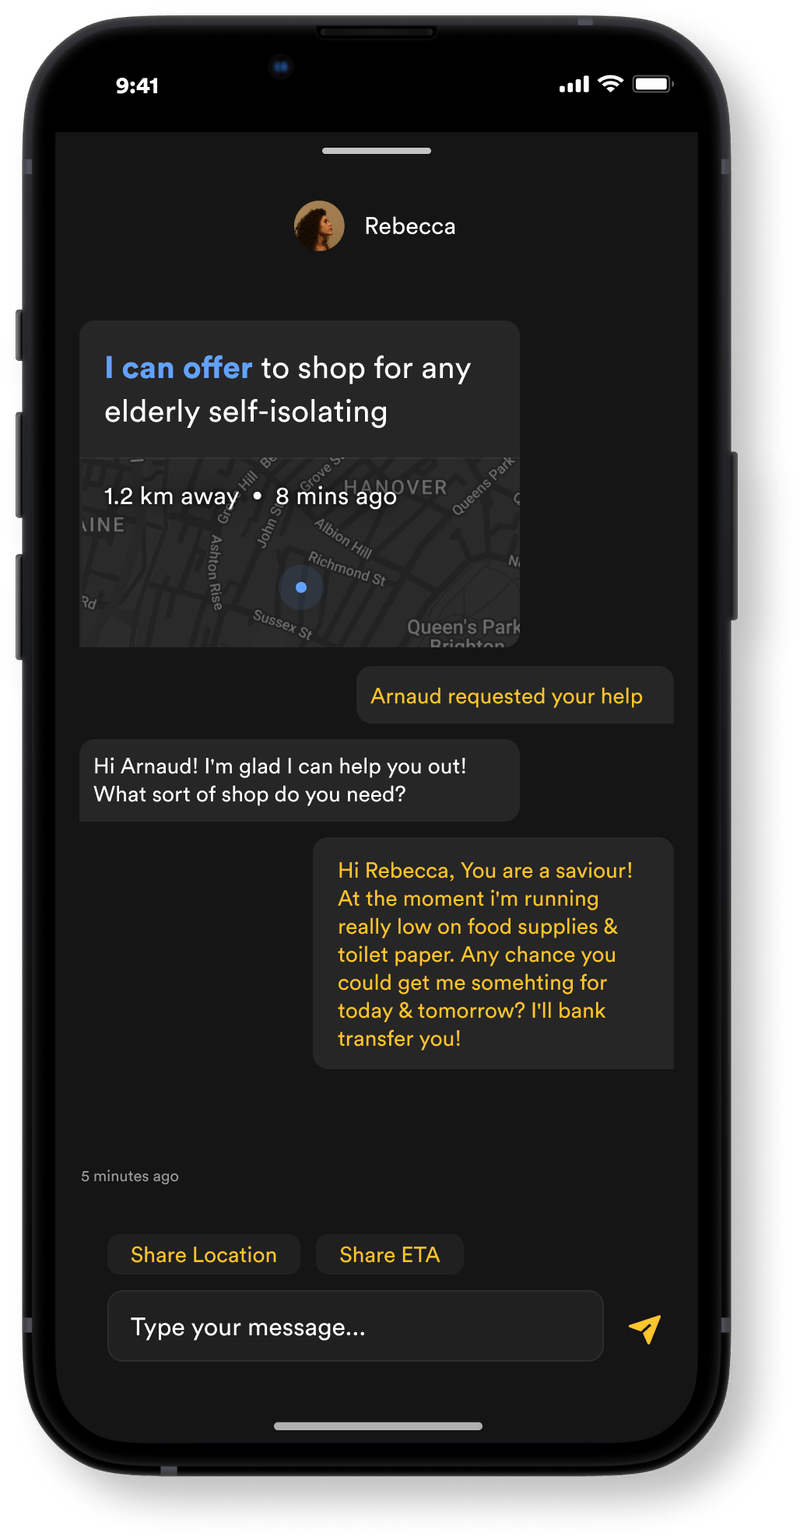 9:41
Rebecca
I can offer to shop for any
elderly self-isolating
1.2 km away • 8 mins ago
HANOVER
Grove S
Queens Park
John S
Albion Hill
Hill
AINE
Ashton Rise
Richmond St
Rd
Sussex St
Queen's Park
Brighton
Arnaud requested your help
Hi Arnaud! I'm glad I can help you out!
What sort of shop do you need?
Hi Rebecca, You are a saviour!
At the moment i'm running
really low on food supplies &
toilet paper. Any chance you
could get me somehting for
today & tomorrow? I'll bank
transfer you!
5 minutes ago
Share Location
Share ETA
Type your message...